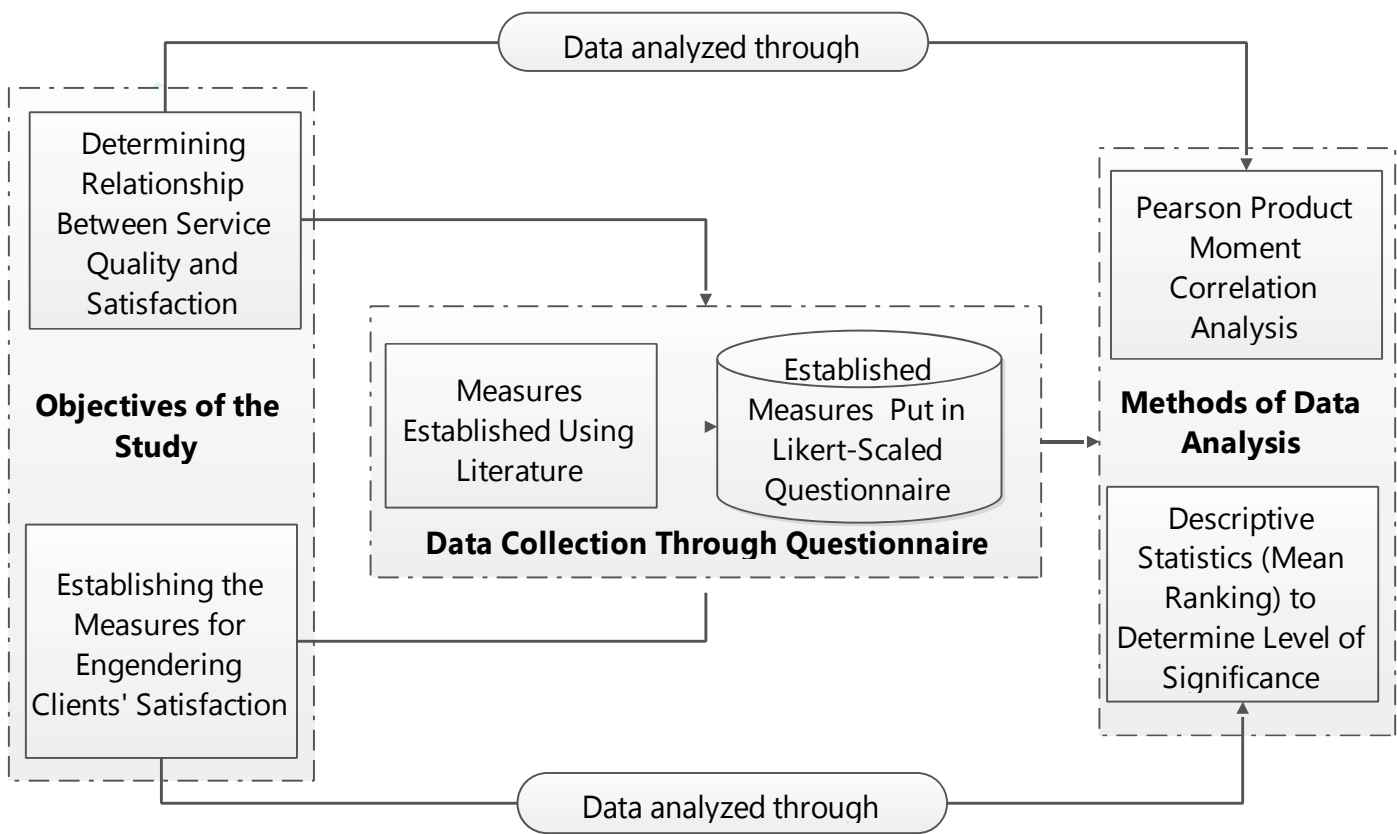 Data analyzed through
Determining
Relationship
Between Service
Quality and
Satisfaction
Objectives of the
Study
Establishing the
Measures for
Engendering
Clients' Satisfaction
Measures
Established Using
Literature
Established
Measures Put in
Likert-Scaled
Questionnaire
Data Collection Through Questionnaire
Pearson Product
Moment
Correlation
Analysis
Methods of Data
Analysis
Descriptive
Statistics (Mean
Ranking) to
Determine Level of
Significance
Data analyzed through